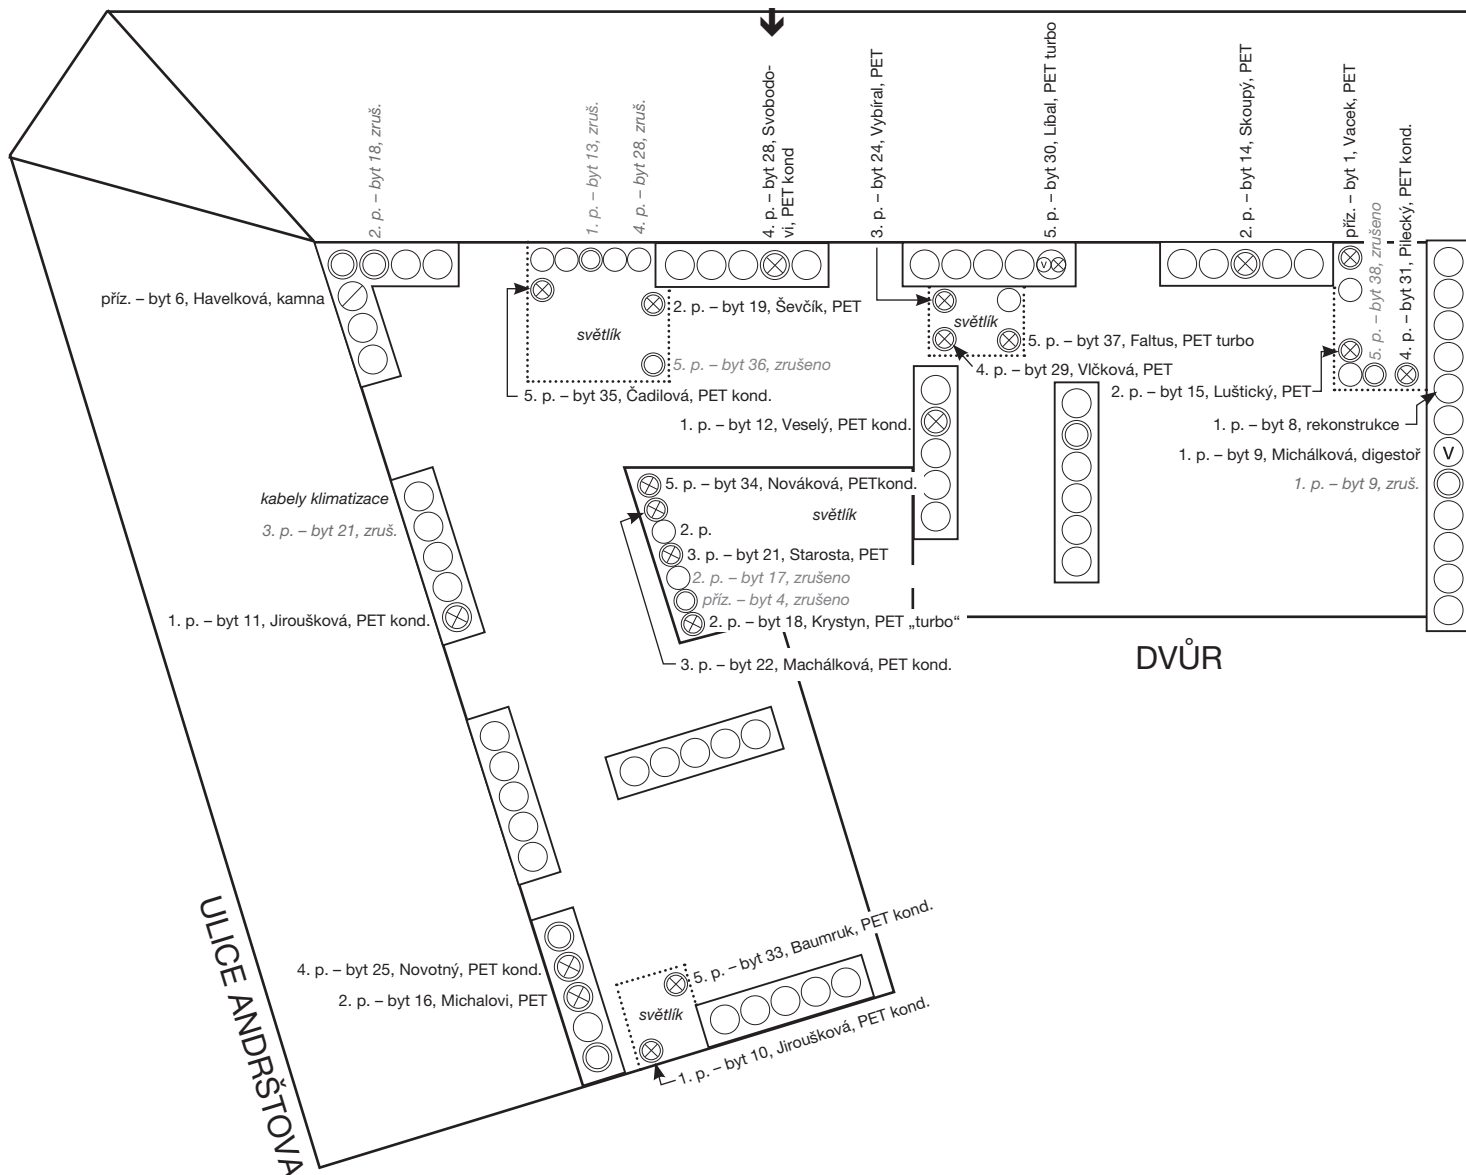 2. p. – byt 18, zruš.
1. p. – byt 13, zruš.
4. p. – byt 28, zruš.
4. p. – byt 28, Svobodo-
vi, PET kond
3. p. – byt 24, Vybíral, PET
5. p. – byt 30, Líbal, PET turbo
2. p. – byt 14, Skoupý, PET
příz. – byt 1, Vacek, PET
5. p. – byt 38, zrušeno
4. p. – byt 31, Pilecký, PET kond.
příz. – byt 6, Havelková, kamna
2. p. – byt 19, Ševčík, PET
světlík
5. p. – byt 36, zrušeno
5. p. – byt 35, Čadilová, PET kond.
v
světlík
5. p. – byt 37, Faltus, PET turbo
4. p. – byt 29, Vlčková, PET
2. p. – byt 15, Luštický, PET
1. p. – byt 12, Veselý, PET kond.
1. p. – byt 8, rekonstrukce
1. p. – byt 9, Michálková, digestoř
v
1. p. – byt 9, zruš.
kabely klimatizace
3. p. – byt 21, zruš.
5. p. – byt 34, Nováková, PETkond.
světlík
2. p.
3. p. – byt 21, Starosta, PET
2. p. – byt 17, zrušeno
příz. – byt 4, zrušeno
2. p. – byt 18, Krystyn, PET „turbo“
1. p. – byt 11, Jiroušková, PET kond.
3. p. – byt 22, Machálková, PET kond.
DVŮR
ULICE ANDRŠTOVA
5. p. – byt 33, Baumruk, PET kond.
4. p. – byt 25, Novotný, PET kond.
2. p. – byt 16, Michalovi, PET
světlík
1. p. – byt 10, Jiroušková, PET kond.